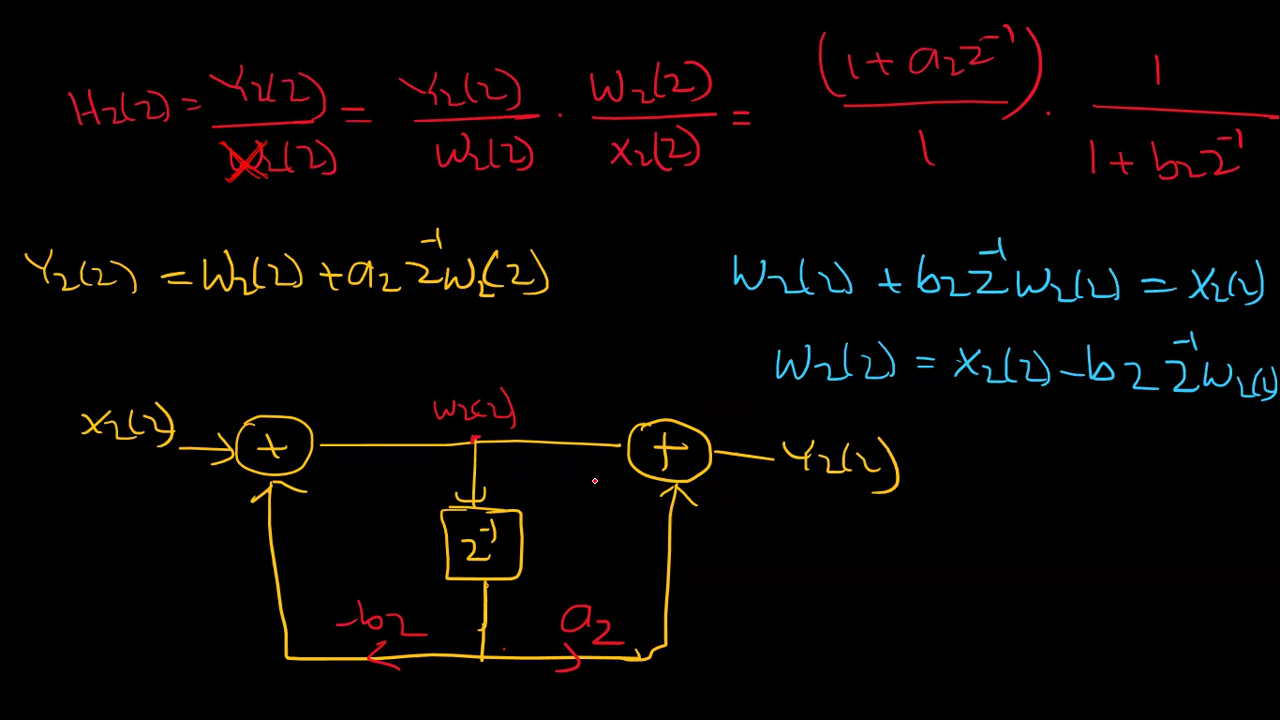 H₂(z) = Y₂(z) / X₂(z) = Y₂(z) / W₂(z) · W₂(z) / X₂(z) = (1 + a₂z⁻¹) / 1 · 1 / 1 + b₂z⁻¹
Y₂(z) = W₂(z) + a₂ z⁻¹ W₂(z)
W₂(z) + b₂ z⁻¹ W₂(z) = X₂(z)
W₂(z) = X₂(z) - b₂ z⁻¹ W₂(z)
X₂(z) + W₂(z) + Y₂(z)
z⁻¹
-b₂ a₂